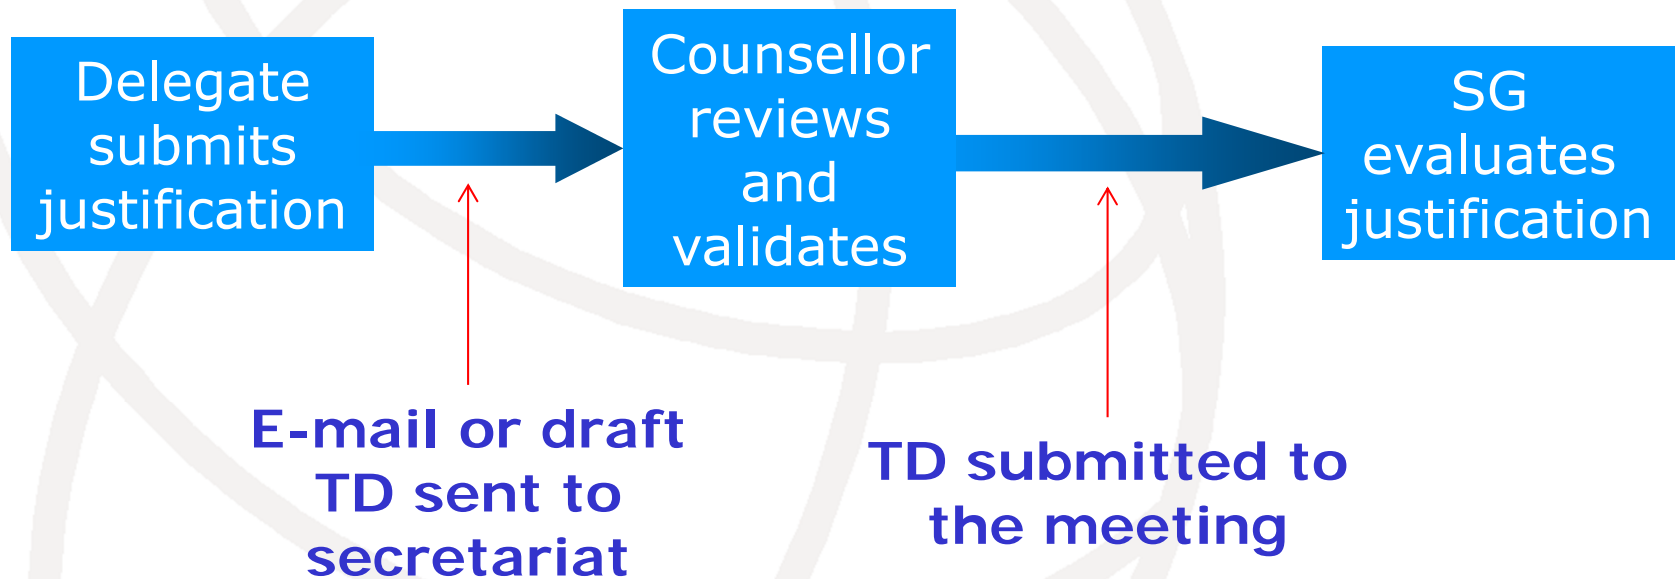 Delegate
submits
justification
Counsellor
reviews
and
validates
SG
evaluates
justification
E-mail or draft
TD sent to
secretariat
TD submitted to
the meeting